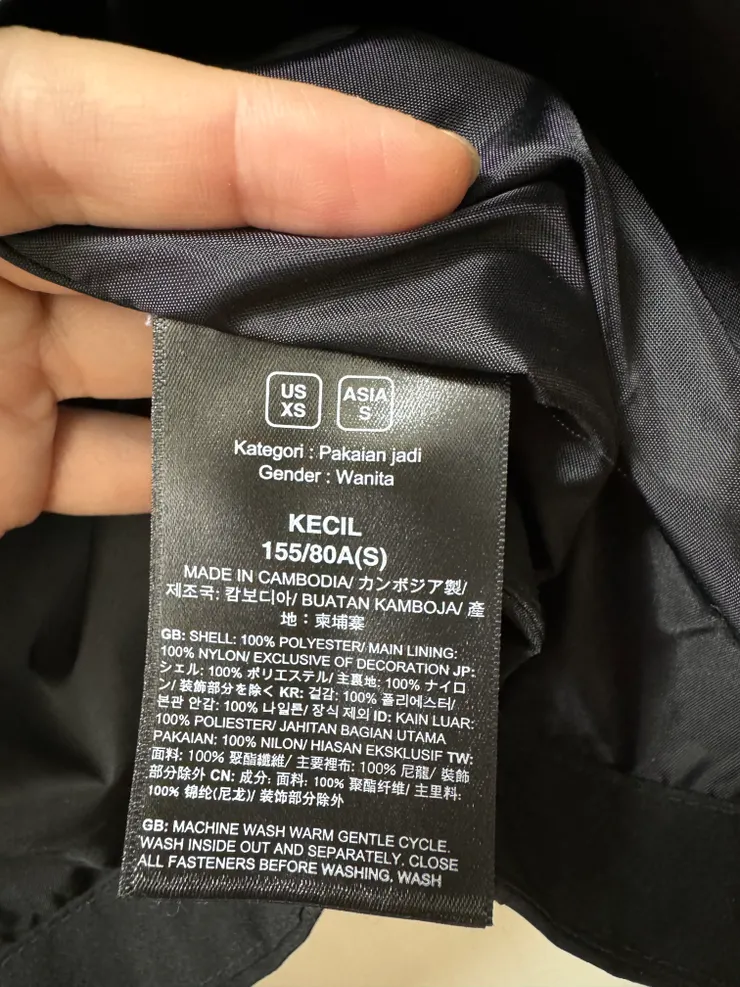 US
XS
ASIA
S
Kategori : Pakaian jadi
Gender : Wanita
KECIL
155/80A(S)
MADE IN CAMBODIA/ カンボジア製/
제조국: 캄보디아/ BUATAN KAMBOJA/ 產
地：柬埔寨
GB: SHELL: 100% POLYESTER/ MAIN LINING:
100% NYLON/ EXCLUSIVE OF DECORATION JP:
シェル: 100% ポリエステル/ 主裏地: 100% ナイロ
ン/ 装飾部分を除く KR: 겉감: 100% 폴리에스터/
본판 안감: 100% 나일론/ 장식 제외 ID: KAIN LUAR:
100% POLIESTER/ JAHITAN BAGIAN UTAMA
PAKAIAN: 100% NILON/ HIASAN EKSKLUSIF TW:
面料: 100% 聚酯纖維/ 主要裡布: 100% 尼龍/ 裝飾
部分除外 CN: 成分: 面料: 100% 聚酯纤维/ 主里料:
100% 锦纶(尼龙)/ 装饰部分除外
GB: MACHINE WASH WARM GENTLE CYCLE.
WASH INSIDE OUT AND SEPARATELY. CLOSE
ALL FASTENERS BEFORE WASHING. WASH